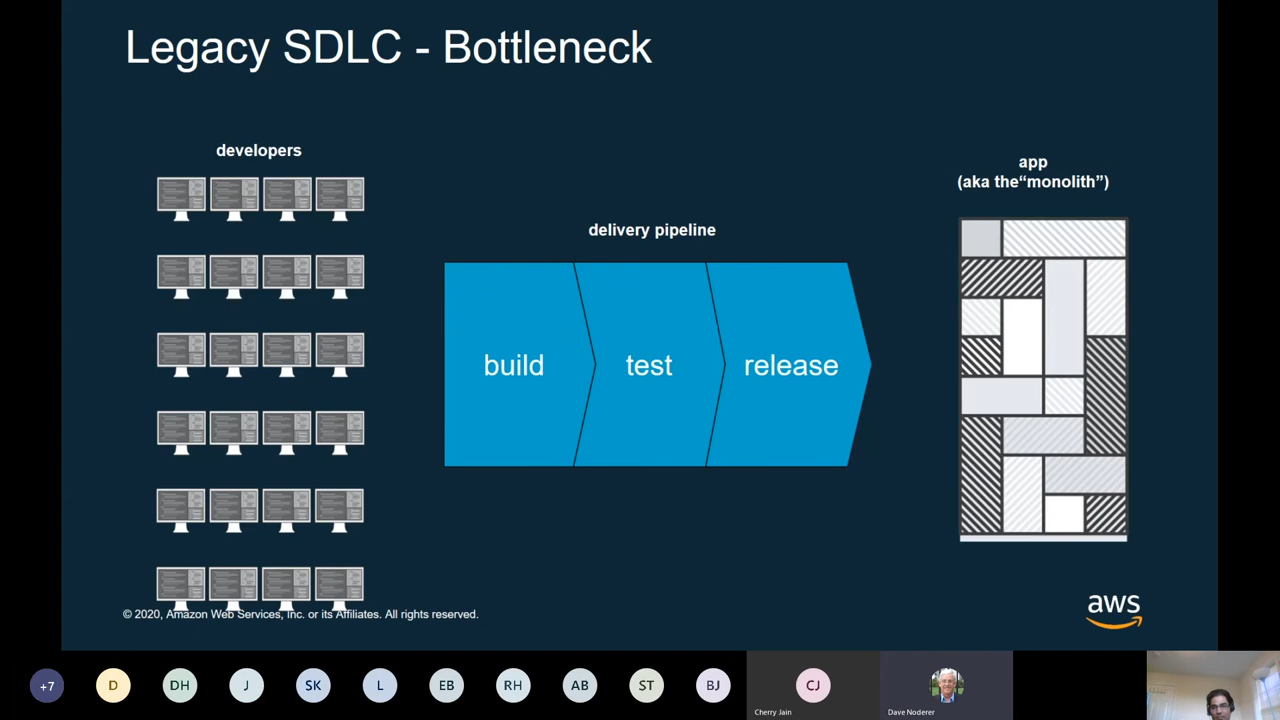 Legacy SDLC - Bottleneck
developers
app
(aka the“monolith”)
delivery pipeline
build
test
release
© 2020, Amazon Web Services, Inc. or its Affiliates. All rights reserved.
aws
+7
D
DH
J
SK
L
EB
RH
AB
ST
BJ
CJ
Cherry Jain
Dave Noderer